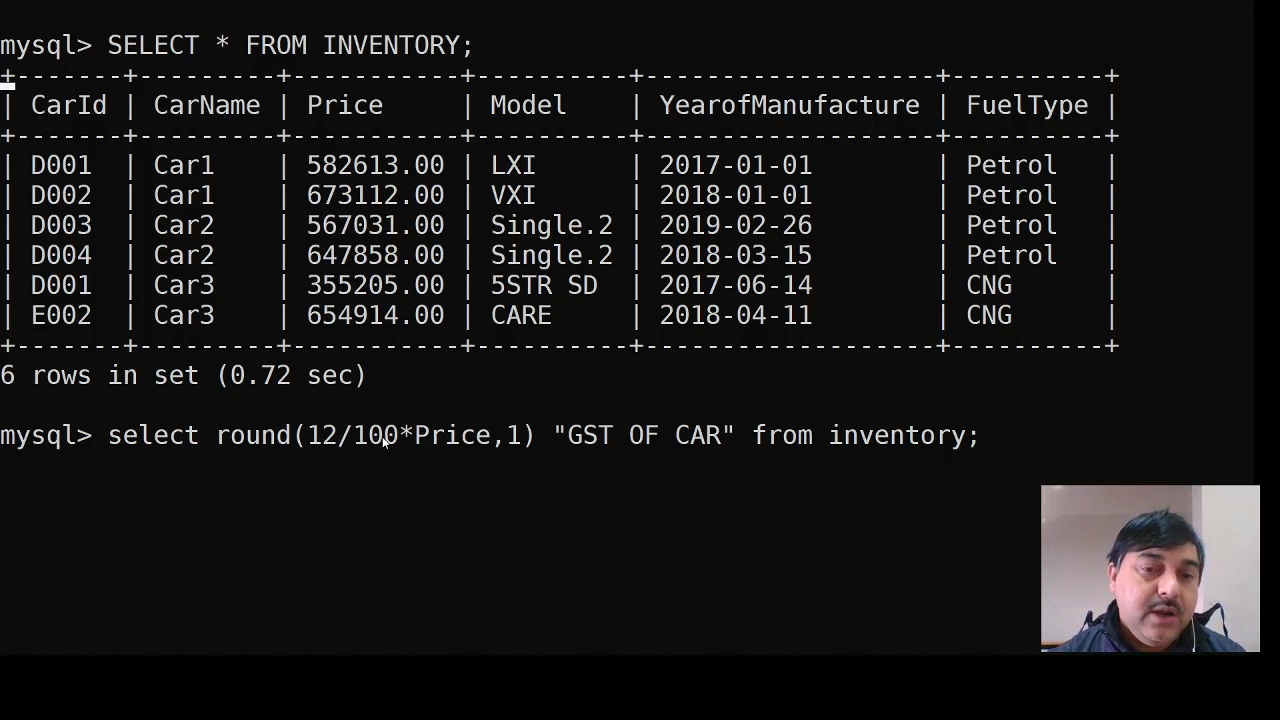 mysql> SELECT * FROM INVENTORY;
+-------+---------+-----------+----------+-------------------+----------+
| CarId | CarName | Price     | Model    | YearofManufacture | FuelType |
+-------+---------+-----------+----------+-------------------+----------+
| D001  | Car1    | 582613.00 | LXI      | 2017-01-01        | Petrol   |
| D002  | Car1    | 673112.00 | VXI      | 2018-01-01        | Petrol   |
| D003  | Car2    | 567031.00 | Single.2 | 2019-02-26        | Petrol   |
| D004  | Car2    | 647858.00 | Single.2 | 2018-03-15        | Petrol   |
| D001  | Car3    | 355205.00 | 5STR SD  | 2017-06-14        | CNG      |
| E002  | Car3    | 654914.00 | CARE     | 2018-04-11        | CNG      |
+-------+---------+-----------+----------+-------------------+----------+
6 rows in set (0.72 sec)
mysql> select round(12/100*Price,1) "GST OF CAR" from inventory;